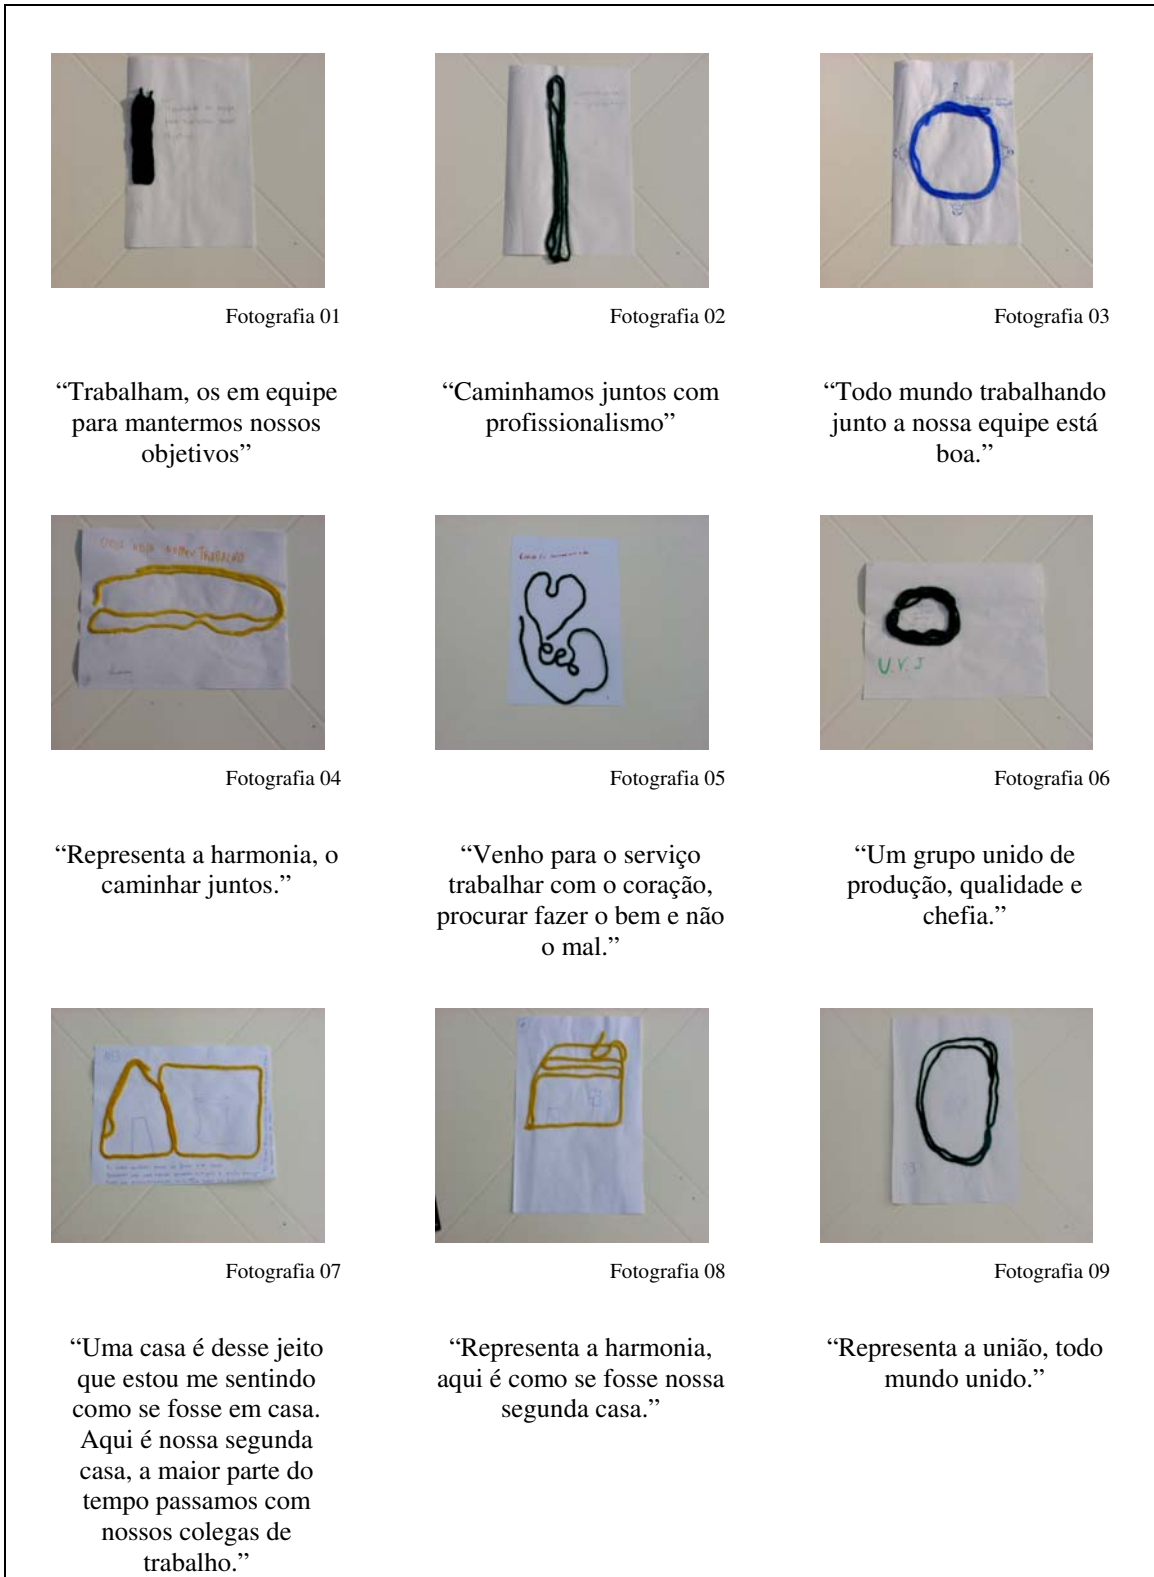 Fotografia 01
Fotografia 02
Fotografia 03
“Trabalham, os em equipe
para mantermos nossos
objetivos”
“Caminhamos juntos com
profissionalismo”
“Todo mundo trabalhando
junto a nossa equipe está
boa.”
U.V.J
Fotografia 04
Fotografia 05
Fotografia 06
“Representa a harmonia, o
caminhar juntos.”
“Venho para o serviço
trabalhar com o coração,
procurar fazer o bem e não
o mal.”
“Um grupo unido de
produção, qualidade e
chefia.”
Fotografia 07
Fotografia 08
Fotografia 09
“Uma casa é desse jeito
que estou me sentindo
como se fosse em casa.
Aqui é nossa segunda
casa, a maior parte do
tempo passamos com
nossos colegas de
trabalho.”
“Representa a harmonia,
aqui é como se fosse nossa
segunda casa.”
“Representa a união, todo
mundo unido.”